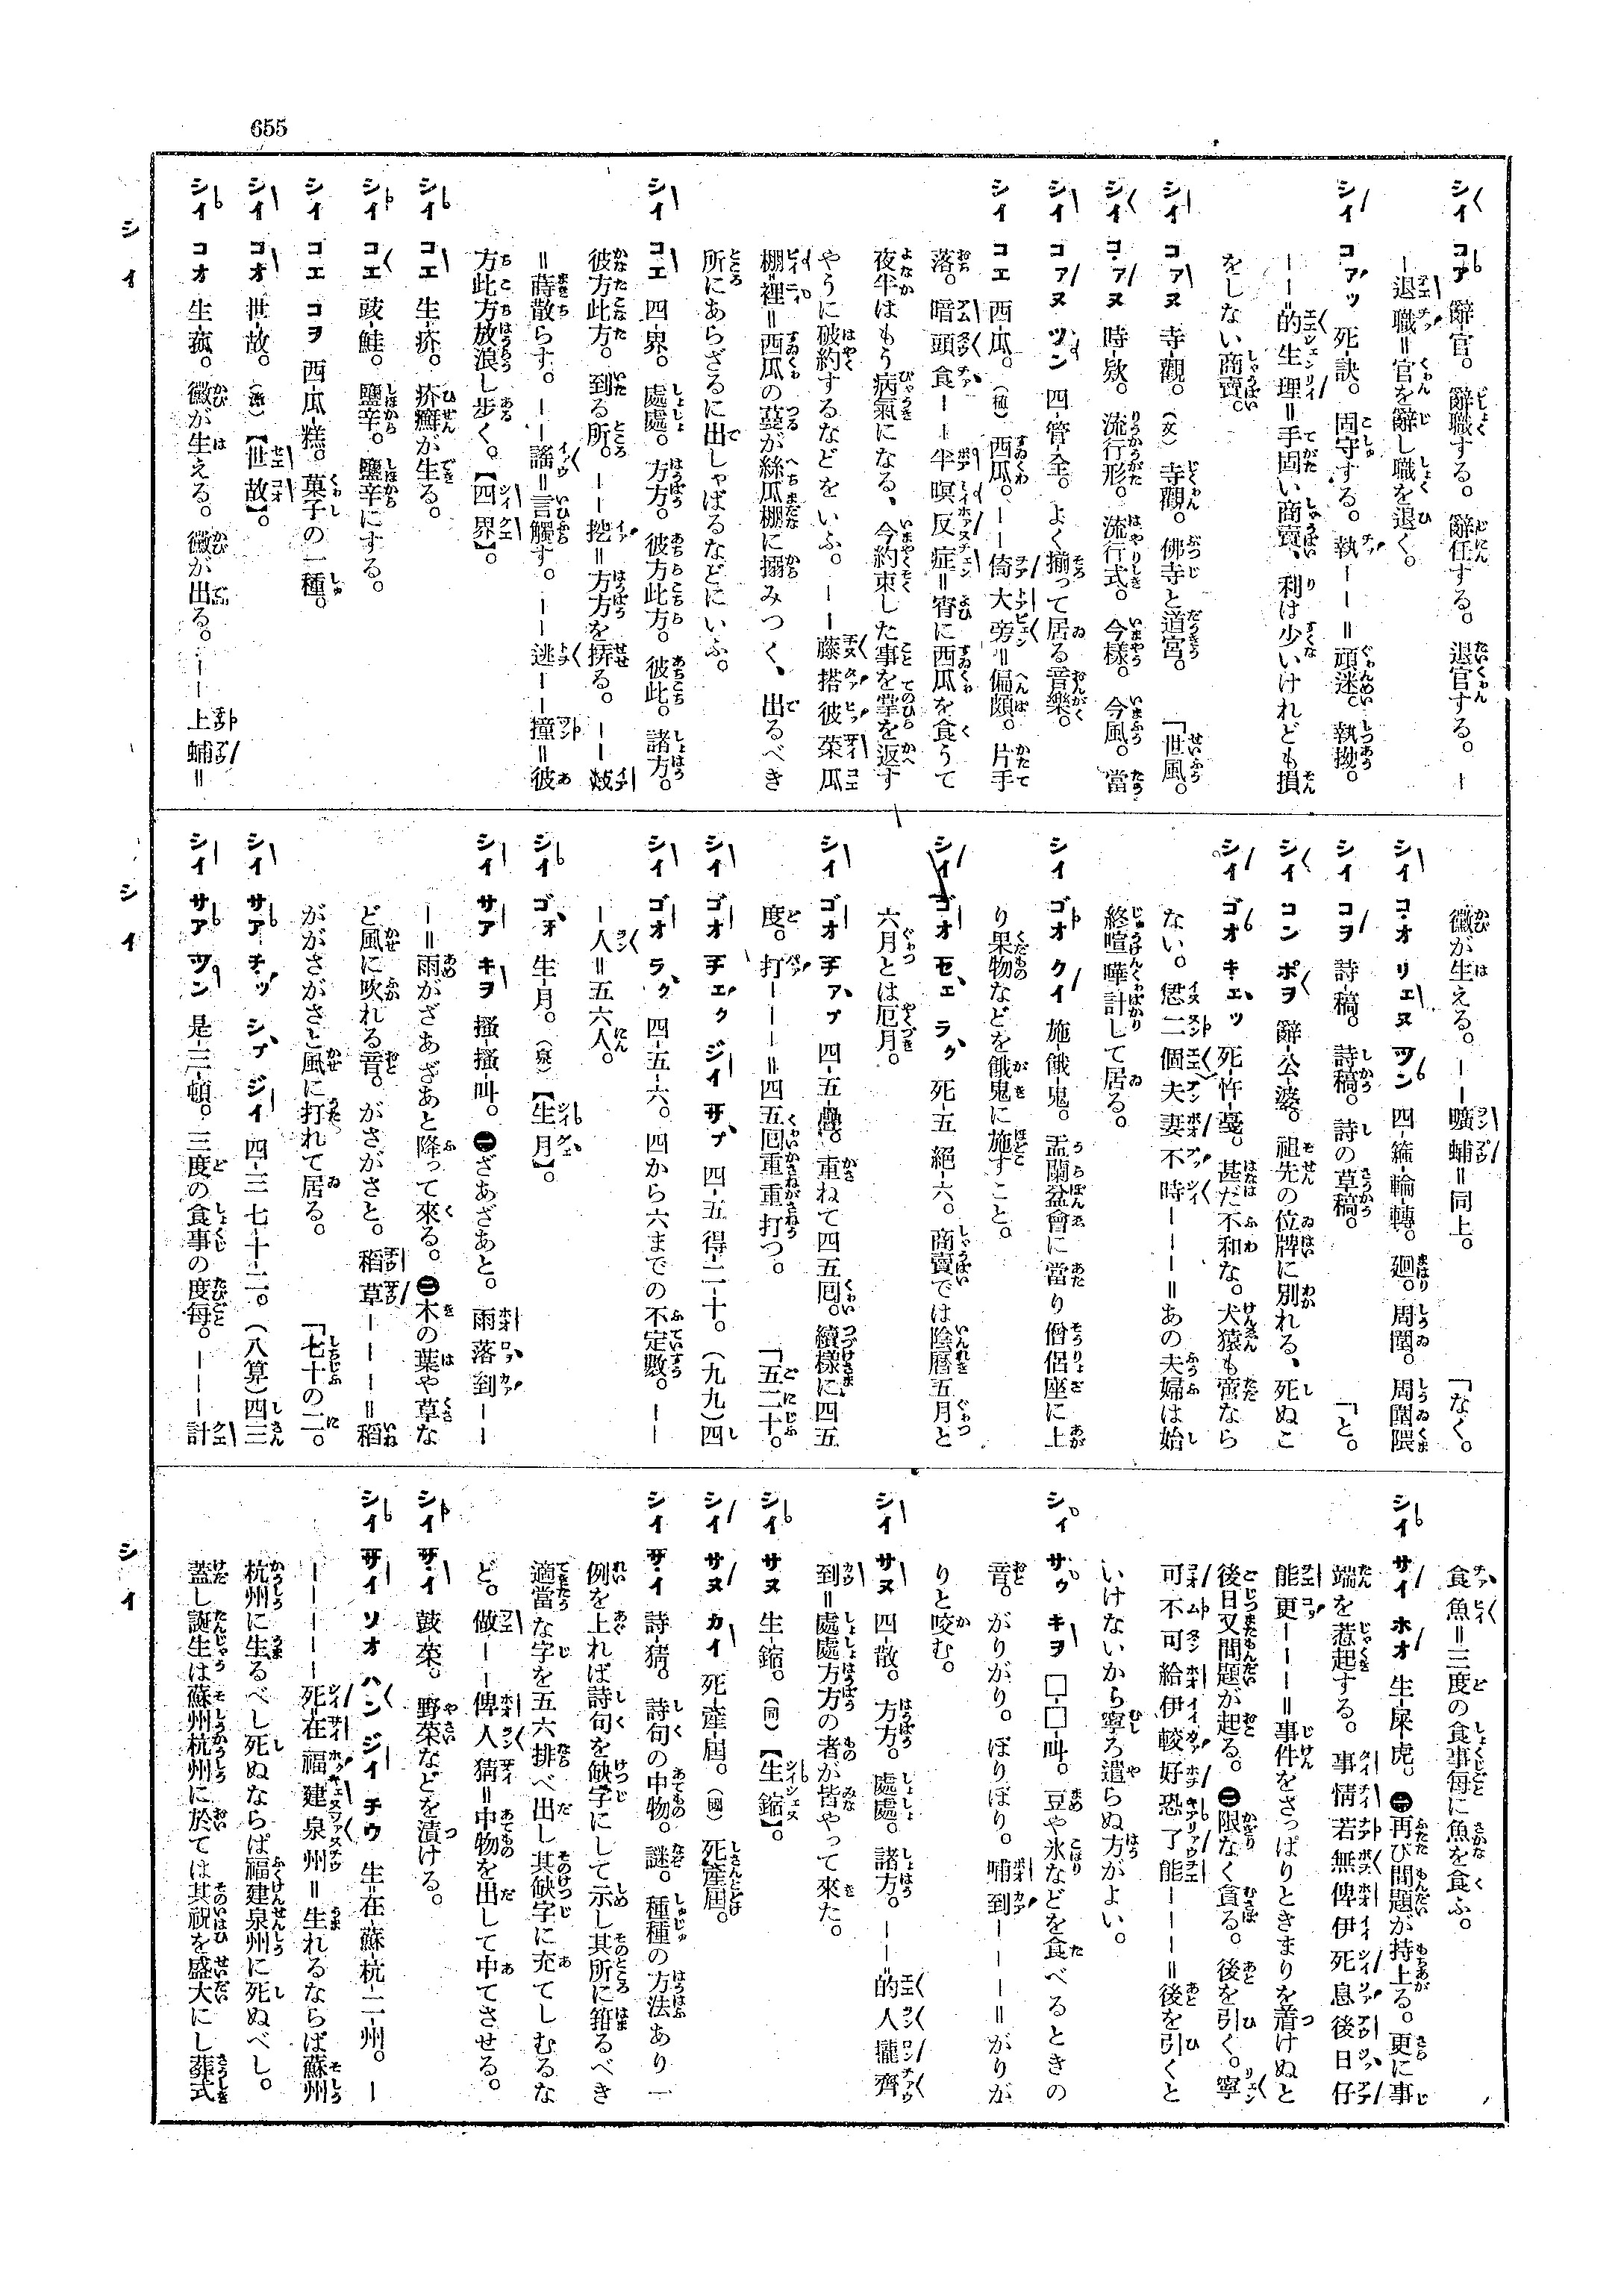 655
シイ コア 辭-官。辭職する。辭任する。退官する。―
―退職＝官を辭し職を退く。
シイ コァッ 死-訣。固守する。執――＝頑迷。執拗。
――的生理＝手固い商賣、利は少いけれども損
をしない商賣。
シイ コァヌ 寺-觀。（文）寺觀。佛寺と道宮。「世風。
シイ コァヌ 時-欵。流行形。流行式。今樣。今風。當
シイ コァヌ ツン 四-管-全。よく揃って居る音樂。
シイ コエ 西-瓜。（植）西瓜。――倚大旁＝偏頗。片手
落。暗頭食――半暝反症＝宵に西瓜を食うて
夜半はもう病氣になる、今約束した事を掌を返す
やうに破約するなどをいふ。――藤搭彼菜瓜
棚-裡＝西瓜の蔓が絲瓜棚に搦みつく、出るべき
所にあらざるに出しゃばるなどにいふ。
シイ コエ 四-界。處處。方方。彼方此方。彼此。諸方。
彼方此方。到る所。――挖＝方方を搒る。――
＝蒔散らす。――謠＝言觸す。――逃――撞＝彼
方此方放浪し步く。【四界】。
シイ コエ 生-疥。疥癬が生る。
シイ コエ 豉-鮭。鹽辛。鹽辛にする。
シイ コエ コヲ 西-瓜-糕。菓子の一種。
シイ コオ 世-故。（漳）【世故】。
シイ コオ 生-菰。黴が生える。黴が出る。――上蝻＝
黴が生える。――曠蝻＝同上。「なく。
シイ コオ リェヌ ツン 四-箍-輪-轉。廻。周圍。周圍隈
シイ コヲ 詩-稿。詩稿。詩の草稿。「と。
シイ コン ポヲ 辭-公-婆。祖先の位牌に別れる、死ぬこ
シイ ゴオ キェッ 死-忤-蔓。甚だ不和な。犬猿も啻なら
ない。恁二個夫妻不時―――＝あの夫婦は始
終喧嘩計して居る。
シイ ゴオ クイ 施-餓-鬼。盂蘭盆會に當り僧侶座に上
り果物などを餓鬼に施すこと。
シイ ゴオ モェ ラク 死-五 絕-六。商賣では陰曆五月と
六月とは厄月。
シイ ゴオ チァプ 四-五-疊。重ねて四五囘。續樣に四五
度。打―――＝四五囘重重打つ。「五二十。
シイ ゴオ チェク ジイ サプ 四-五 得-二-十。（九九）四
シイ ゴオ ラク 四-五-六。四から六までの不定數。――
―人＝五六人。
シイ ゴェ 生-月。（泉）【生月】。
シイ サア キヲ 搔-搔-叫。㊀ざあざあと。雨落到――
―＝雨がざあざあと降って來る。㊁木の葉や草な
ど風に吹れる音。がさがさと。稻草―――＝稻
ががさがさと風に打れて居る。「七十の二。
シイ サア チッ シプ ジイ 四-三 七-十-二。（八算）四三
シイ サア ツン 是-三-頓。三度の食事の度每。―――計
食魚＝三度の食事每に魚を食ふ。
シイ サイ ホオ 生-屎-虎。㊀再び問題が持上る。更に事
端を惹起する。事情若無俾伊死息後日仔
能更―――＝事件をさっぱりときまりを着けぬと
後日又問題が起る。㊁限なく貪る。後を引く。寧
可不可給伊較好恐了能―――＝後を引くと
いけないから寧ろ遣らぬ方がよい。
シィ サゥ キヲ □-□-叫。豆や氷などを食べるときの
音。がりがり。ぼりぼり。哺到―――＝がりが
りと咬む。
シイ サヌ 四-散。方方。處處。諸方。――的人攏齊
到＝處處方方の者が皆やって來た。
シイ サヌ 生-鏥。（同）【生鏥】。
シイ サヌ カイ 死-產-屆。（國）死產屆。
シイ サイ 詩-猜。詩句の中物。謎。種種の方法あり一
例を上れば詩句を缺字にして示し其所に箝るべき
適當な字を五六排べ出し其缺字に充てしむるな
ど。做――俾人猜＝中物を出して中てさせる。
シイ サイ 豉-菜。野菜などを漬ける。
シイ サイ ソオ ハン ジイ チウ 生＝在-蘇-杭-二-州。―
―――――死＝在福建泉州＝生れるならば蘇州
杭州に生るべし死ぬならば福建泉州に死ぬべし。
蓋し誕生は蘇州杭州に於ては其祝を盛大にし葬式
シイ
シイ
シイ